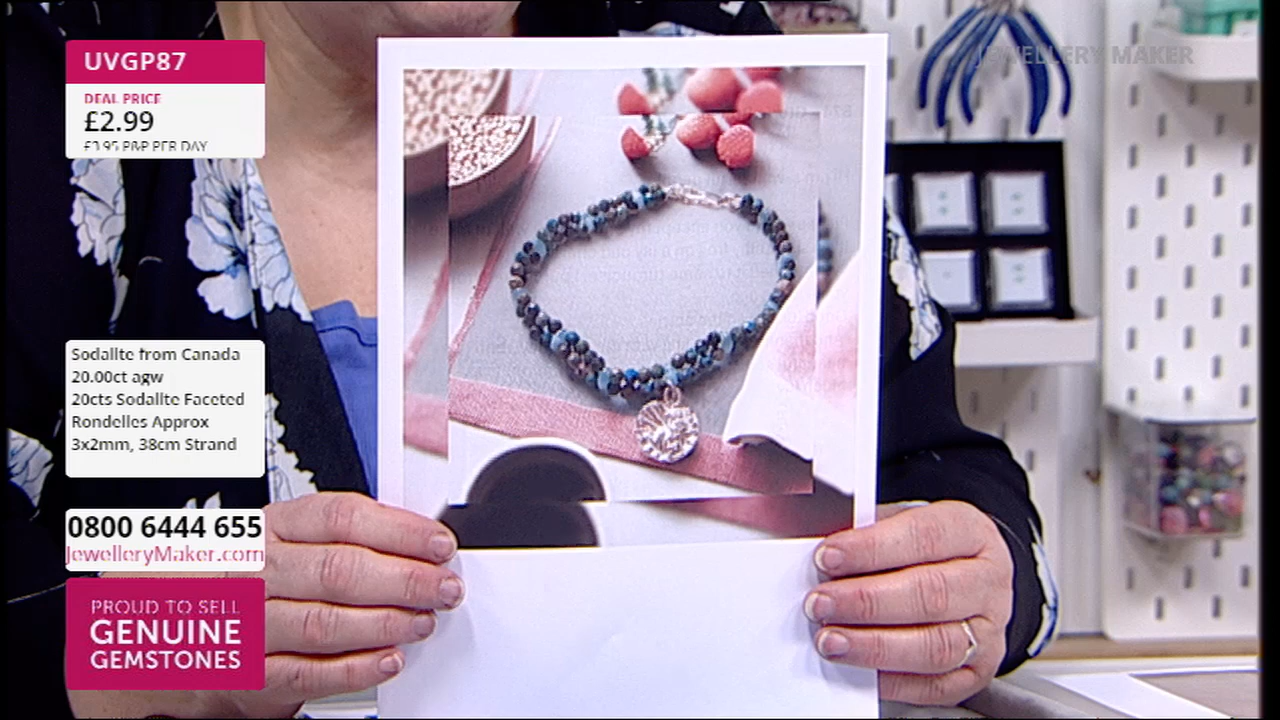 UVGP87
DEAL PRICE
£2.99
£3.95 P&P PER DAY
Sodalite from Canada
20.00ct agw
20cts Sodalite Faceted
Rondelles Approx
3x2mm, 38cm Strand
0800 6444 655
JewelleryMaker.com
PROUD TO SELL
GENUINE
GEMSTONES
JEWELLERY MAKER